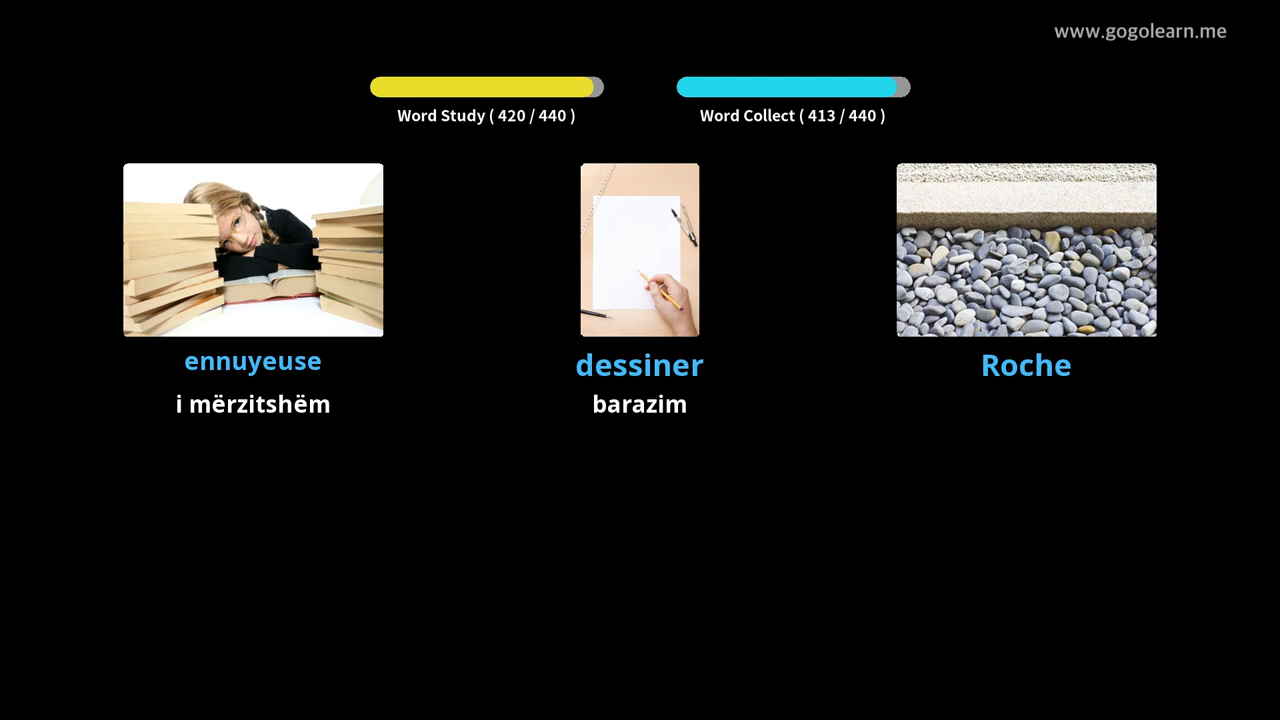 www.gogolearn.me
Word Study ( 420 / 440 )
Word Collect ( 413 / 440 )
ennuyeuse
dessiner
Roche
i mërzitshëm
barazim